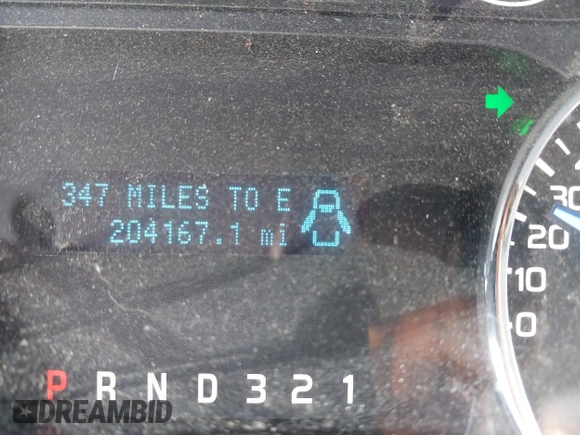 347 MILES TO E
204167.1 mi
30
20
10
0
P R N D 3 2 1
DREAMBID